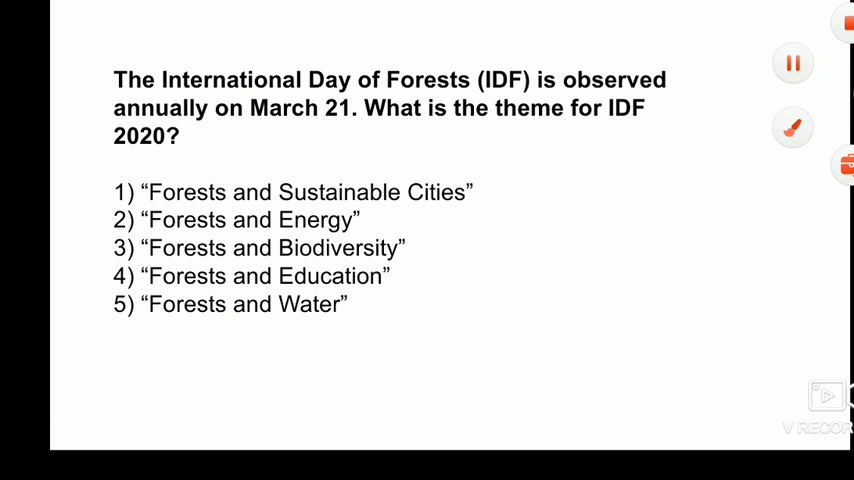 The International Day of Forests (IDF) is observed
annually on March 21. What is the theme for IDF
2020?
1) “Forests and Sustainable Cities”
2) “Forests and Energy”
3) “Forests and Biodiversity”
4) “Forests and Education”
5) “Forests and Water”
V RECOR